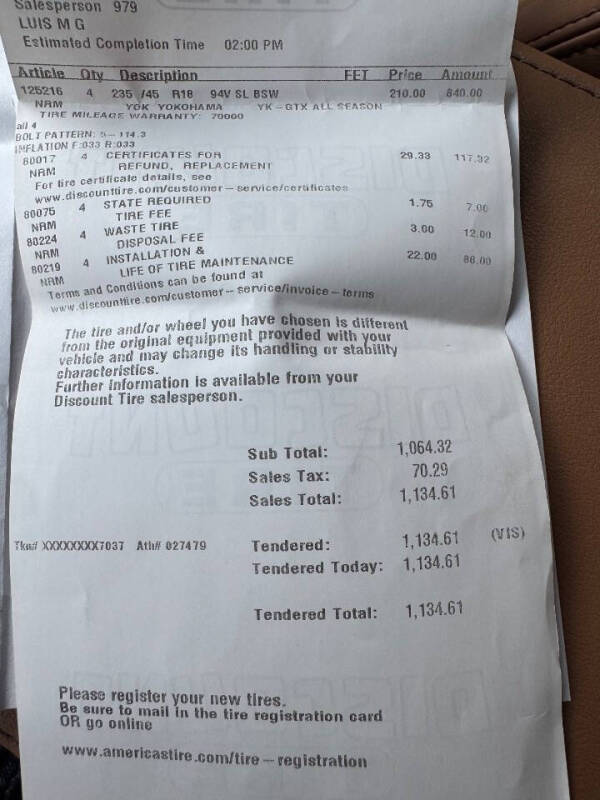 Salesperson 979
LUIS M G
Estimated Completion Time 02:00 PM
Article Qty Description FET Price Amount
125216 4 235 /45 R18 94V SL BSW 210.00 840.00
NRM YOK YOKOHAMA YK-GTX ALL SEASON
TIRE MILEAGE WARRANTY: 70000
all 4
BOLT PATTERN: 5-114.3
INFLATION F:033 R:033
80017 4 CERTIFICATES FOR 29.33 117.32
NRM REFUND, REPLACEMENT
For tire certificate details, see
www.discounttire.com/customer-service/certificates
80075 4 STATE REQUIRED 1.75 7.00
NRM TIRE FEE
80224 4 WASTE TIRE 3.00 12.00
NRM DISPOSAL FEE
80219 4 INSTALLATION & 22.00 88.00
NRM LIFE OF TIRE MAINTENANCE
Terms and Conditions can be found at
www.discounttire.com/customer-service/invoice-terms
The tire and/or wheel you have chosen is different
from the original equipment provided with your
vehicle and may change its handling or stability
characteristics.
Further information is available from your
Discount Tire salesperson.
Sub Total: 1,064.32
Sales Tax: 70.29
Sales Total: 1,134.61
Tkn# XXXXXXXX7037 Ath# 027479 Tendered: 1,134.61 (VIS)
Tendered Today: 1,134.61
Tendered Total: 1,134.61
Please register your new tires.
Be sure to mail in the tire registration card
OR go online
www.americastire.com/tire-registration